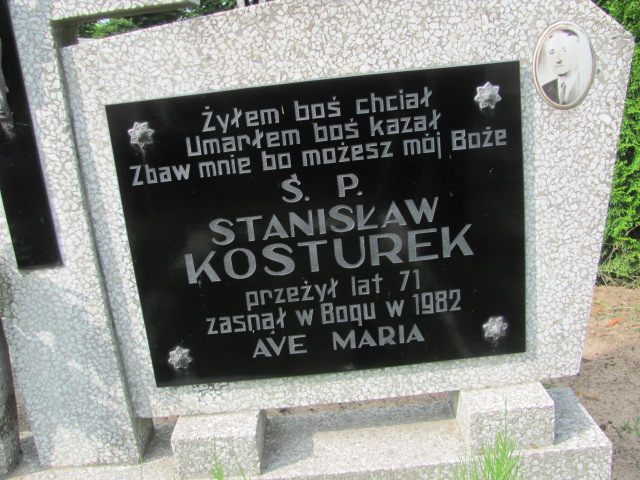 Żyłem boś chciał
Umarłem boś kazał
Zbaw mnie bo możesz mój Boże
Ś. P.
STANISŁAW
KOSTUREK
przeżył lat 71
zasnął w Bogu w 1982
AVE MARIA